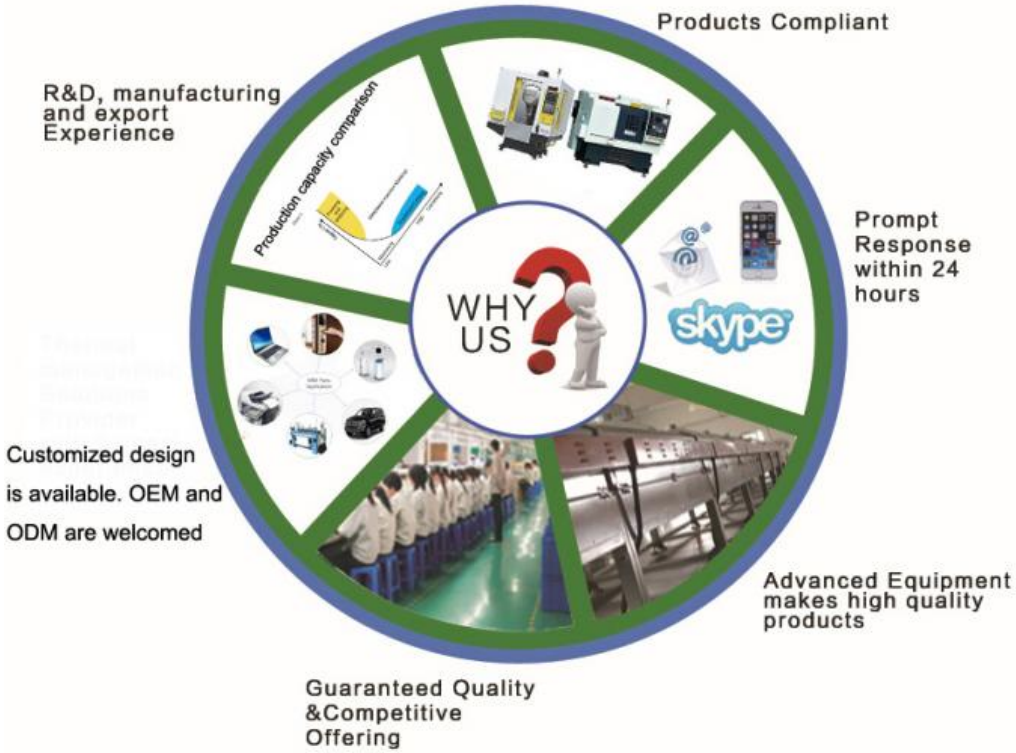 Products Compliant
R&D, manufacturing
and export
Experience
Production capacity comparison
Prompt
Response
within 24
hours
WHY
US
skype
Customized design
is available. OEM and
ODM are welcomed
Advanced Equipment
makes high quality
products
Guaranteed Quality
&Competitive
Offering